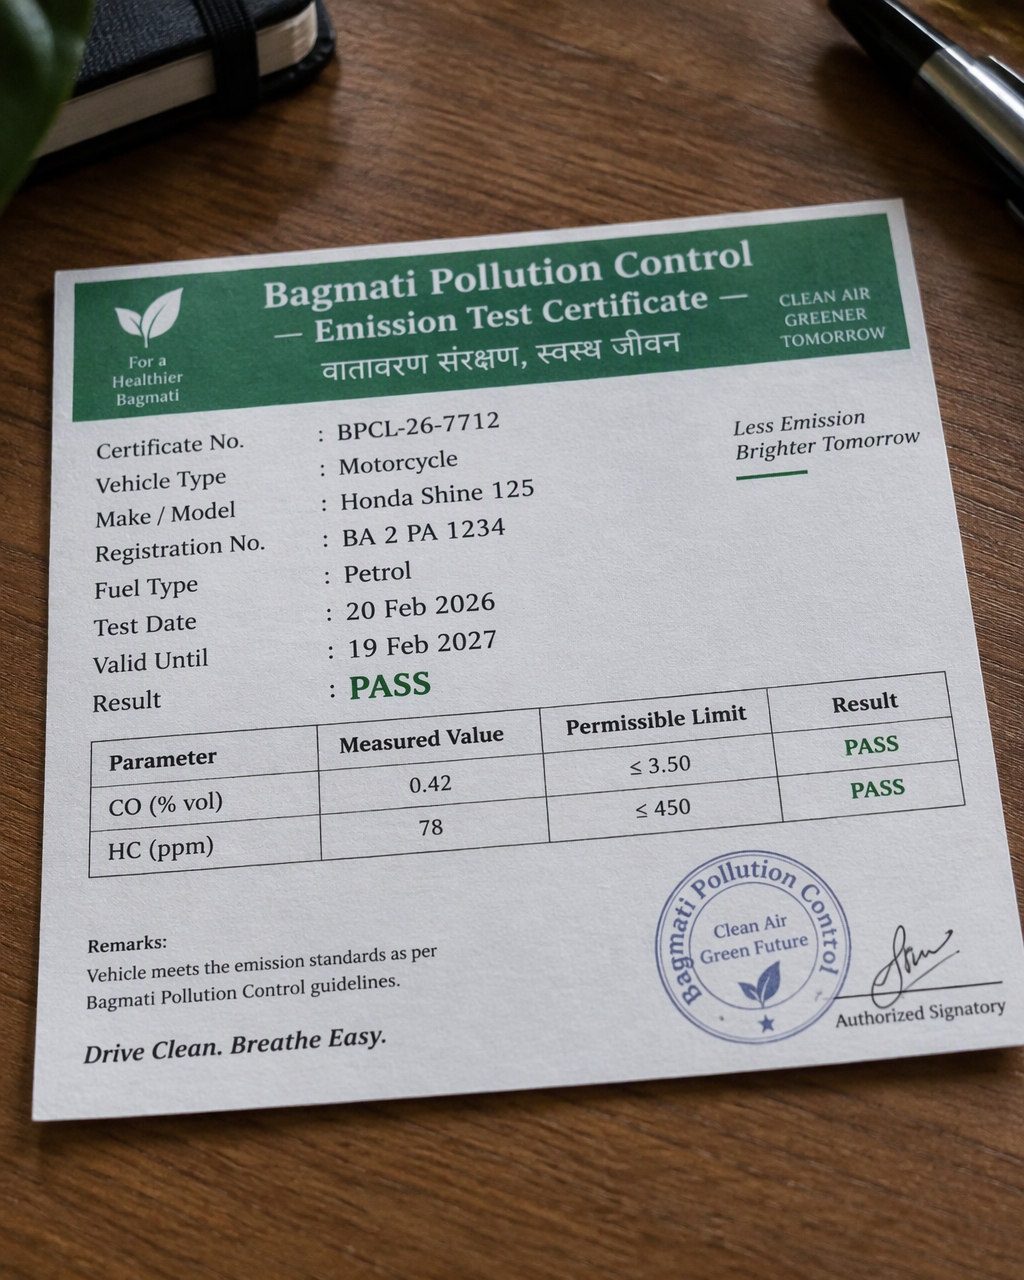 For a
Healthier
Bagmati
Bagmati Pollution Control
— Emission Test Certificate —
वातावरण संरक्षण, स्वस्थ जीवन
CLEAN AIR
GREENER
TOMORROW
Certificate No. : BPCL-26-7712
Vehicle Type : Motorcycle
Make / Model : Honda Shine 125
Registration No. : BA 2 PA 1234
Fuel Type : Petrol
Test Date : 20 Feb 2026
Valid Until : 19 Feb 2027
Result : PASS
Less Emission
Brighter Tomorrow
Parameter Measured Value Permissible Limit Result
CO (% vol) 0.42 ≤ 3.50 PASS
HC (ppm) 78 ≤ 450 PASS
Remarks:
Vehicle meets the emission standards as per
Bagmati Pollution Control guidelines.
Drive Clean. Breathe Easy.
Bagmati Pollution Control
Clean Air
Green Future
Authorized Signatory